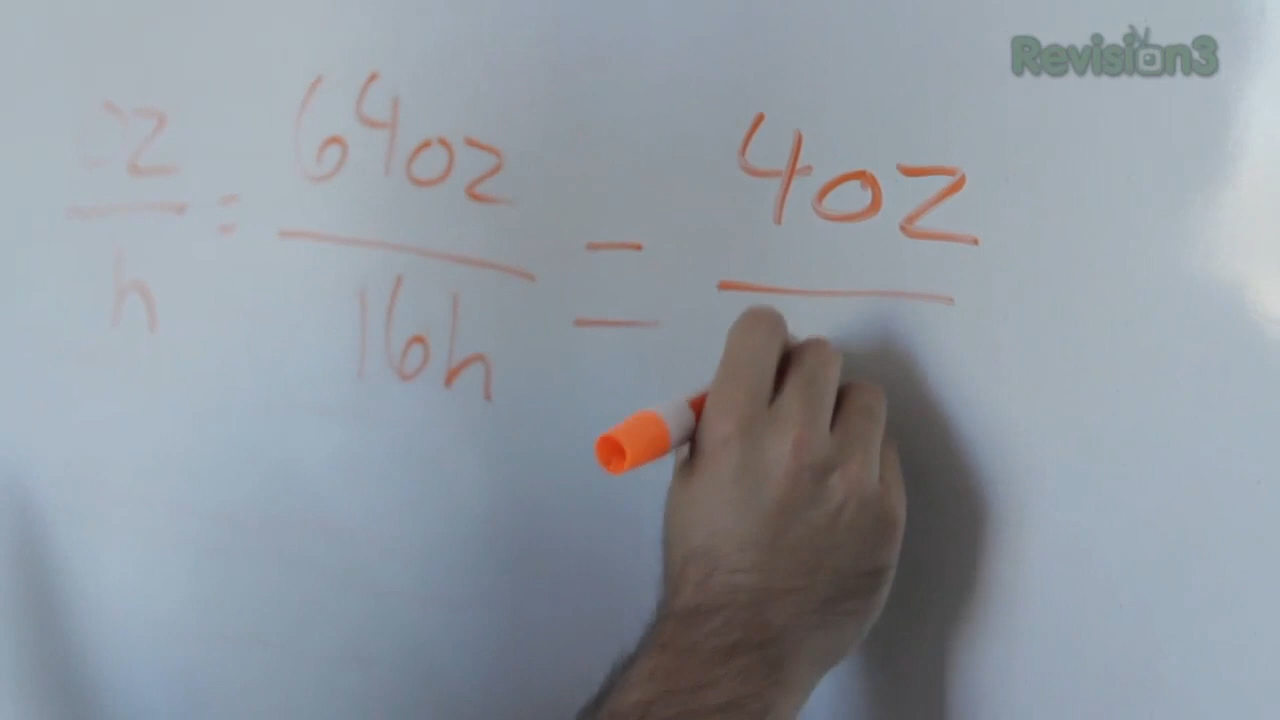 Revision3
oz/h = 64oz/16h = 4oz